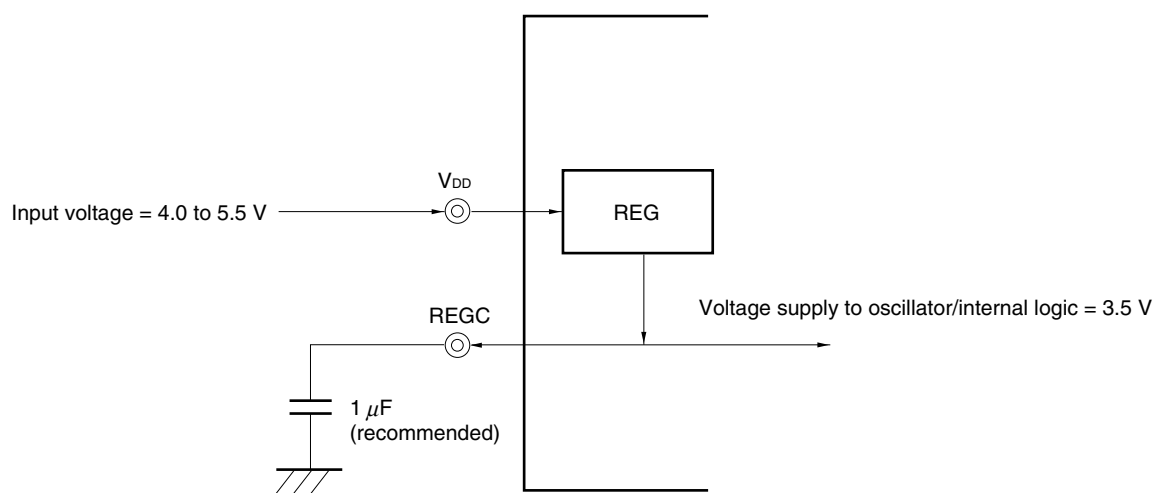 VDD
Input voltage = 4.0 to 5.5 V
REG
REGC
Voltage supply to oscillator/internal logic = 3.5 V
1 μF
(recommended)